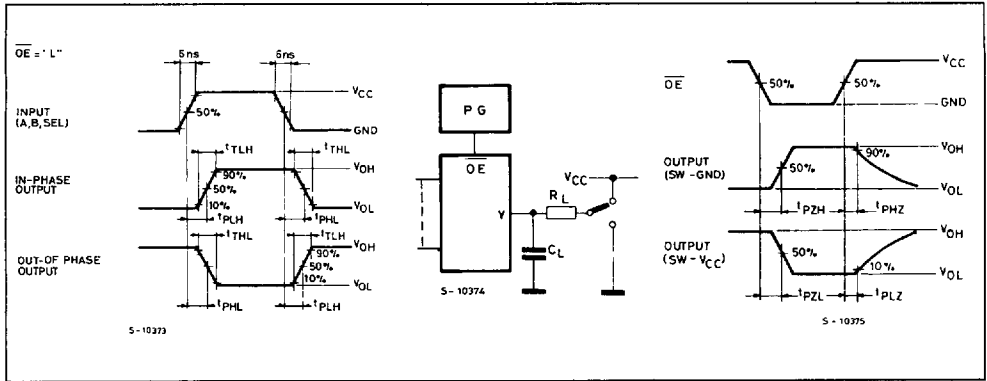 OE = "L"
6ns
6ns
VCC
50%
INPUT
(A,B,SEL)
GND
tTLH
tTHL
VOH
90%
IN-PHASE
OUTPUT
50%
10%
VOL
tPLH
tPHL
tTHL
tTLH
VOH
90%
OUT-OF PHASE
OUTPUT
50%
10%
VOL
tPHL
tPLH
S-10373
PG
OE
VCC
RL
Y
CL
S-10374
VCC
OE
50%
50%
GND
VOH
OUTPUT
(SW-GND)
90%
50%
VOL
tPZH
tPHZ
VOH
OUTPUT
(SW-VCC)
50%
10%
VOL
tPZL
tPLZ
S-10375